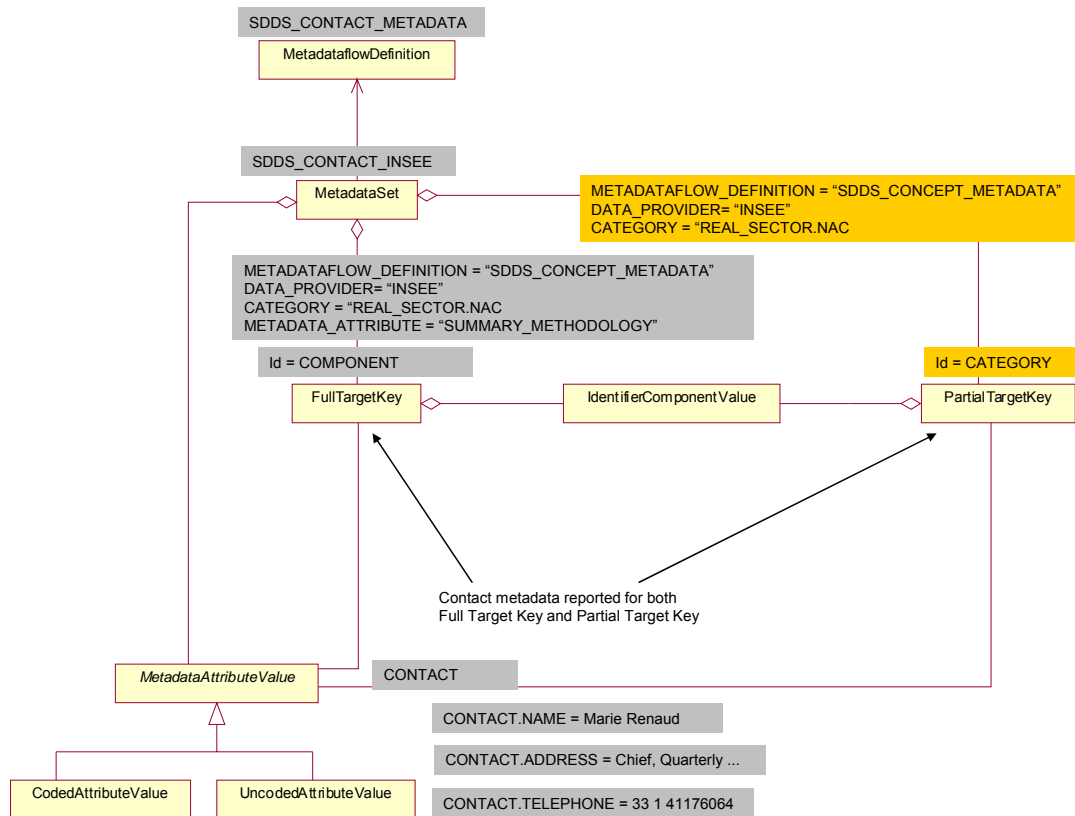 SDDS_CONTACT_METADATA
MetadataflowDefinition
SDDS_CONTACT_INSEE
MetadataSet
METADATAFLOW_DEFINITION = “SDDS_CONCEPT_METADATA”
DATA_PROVIDER= “INSEE”
CATEGORY = “REAL_SECTOR.NAC
METADATAFLOW_DEFINITION = “SDDS_CONCEPT_METADATA”
DATA_PROVIDER= “INSEE”
CATEGORY = “REAL_SECTOR.NAC
METADATA_ATTRIBUTE = “SUMMARY_METHODOLOGY”
Id = COMPONENT
Id = CATEGORY
FullTargetKey
IdentifierComponentValue
PartialTargetKey
Contact metadata reported for both
Full Target Key and Partial Target Key
MetadataAttributeValue
CONTACT
CONTACT.NAME = Marie Renaud
CONTACT.ADDRESS = Chief, Quarterly ...
CodedAttributeValue
UncodedAttributeValue
CONTACT.TELEPHONE = 33 1 41176064